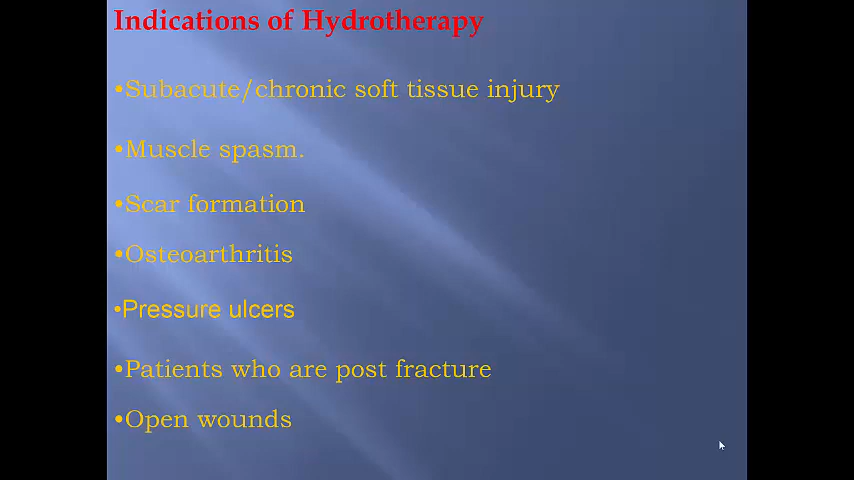 Indications of Hydrotherapy
•Subacute/chronic soft tissue injury
•Muscle spasm.
•Scar formation
•Osteoarthritis
•Pressure ulcers
•Patients who are post fracture
•Open wounds